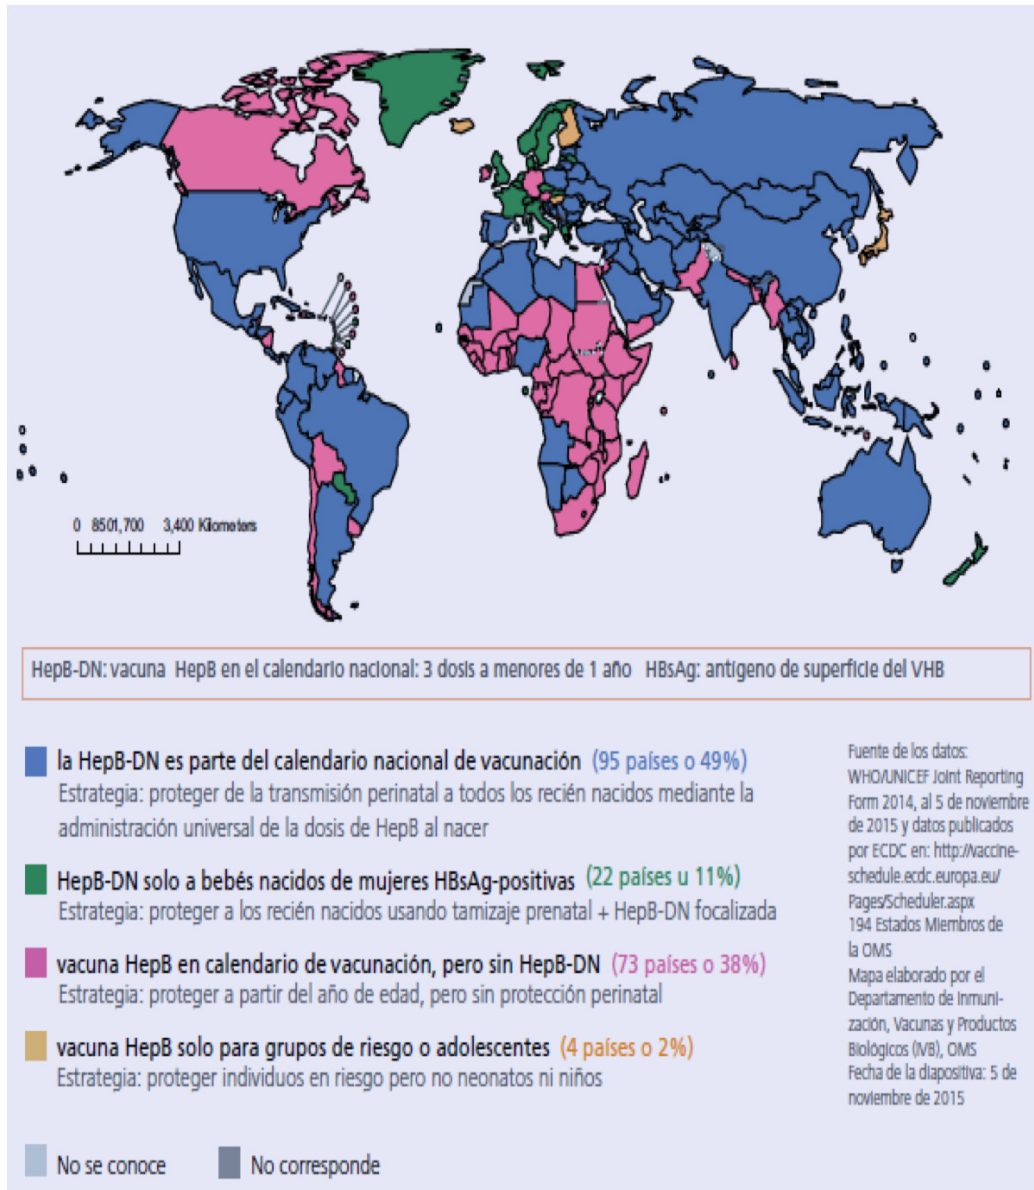 0 8501,700 3,400 Kilometers
HepB-DN: vacuna HepB en el calendario nacional: 3 dosis a menores de 1 año HBsAg: antígeno de superficie del VHB
la HepB-DN es parte del calendario nacional de vacunación (95 países o 49%)
Estrategia: proteger de la transmisión perinatal a todos los recién nacidos mediante la
administración universal de la dosis de HepB al nacer
HepB-DN solo a bebés nacidos de mujeres HBsAg-positivas (22 países u 11%)
Estrategia: proteger a los recién nacidos usando tamizaje prenatal + HepB-DN focalizada
vacuna HepB en calendario de vacunación, pero sin HepB-DN (73 países o 38%)
Estrategia: proteger a partir del año de edad, pero sin protección perinatal
vacuna HepB solo para grupos de riesgo o adolescentes (4 países o 2%)
Estrategia: proteger individuos en riesgo pero no neonatos ni niños
No se conoce No corresponde
Fuente de los datos:
WHO/UNICEF Joint Reporting
Form 2014, al 5 de noviembre
de 2015 y datos publicados
por ECDC en: http://vaccine-
schedule.ecdc.europa.eu/
Pages/Scheduler.aspx
194 Estados Miembros de
la OMS
Mapa elaborado por el
Departamento de Inmuni-
zación, Vacunas y Productos
Biológicos (IVB), OMS
Fecha de la diapositiva: 5 de
noviembre de 2015